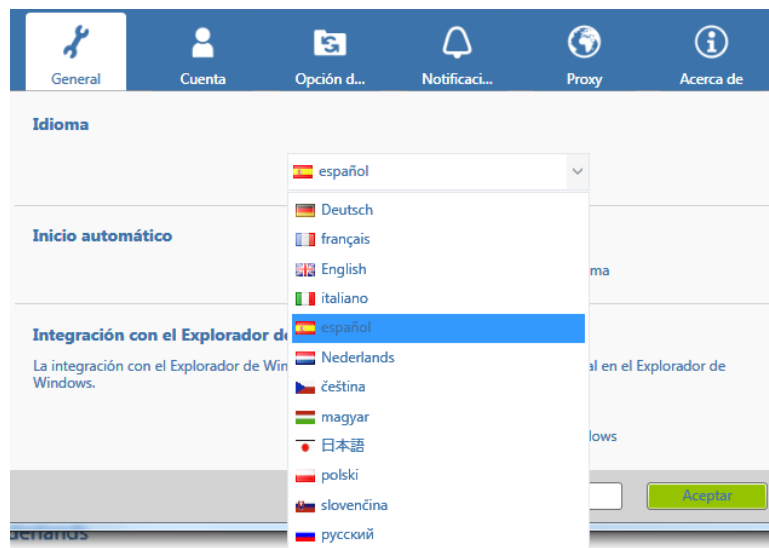 General Cuenta Opción d... Notificaci... Proxy Acerca de
Idioma
español
Deutsch
français
Inicio automático
English
ma
italiano
español
Integración con el Explorador d
Nederlands
La integración con el Explorador de Win
al en el Explorador de
Windows.
čeština
magyar
日本語
lows
polski
Aceptar
slovenčina
русский